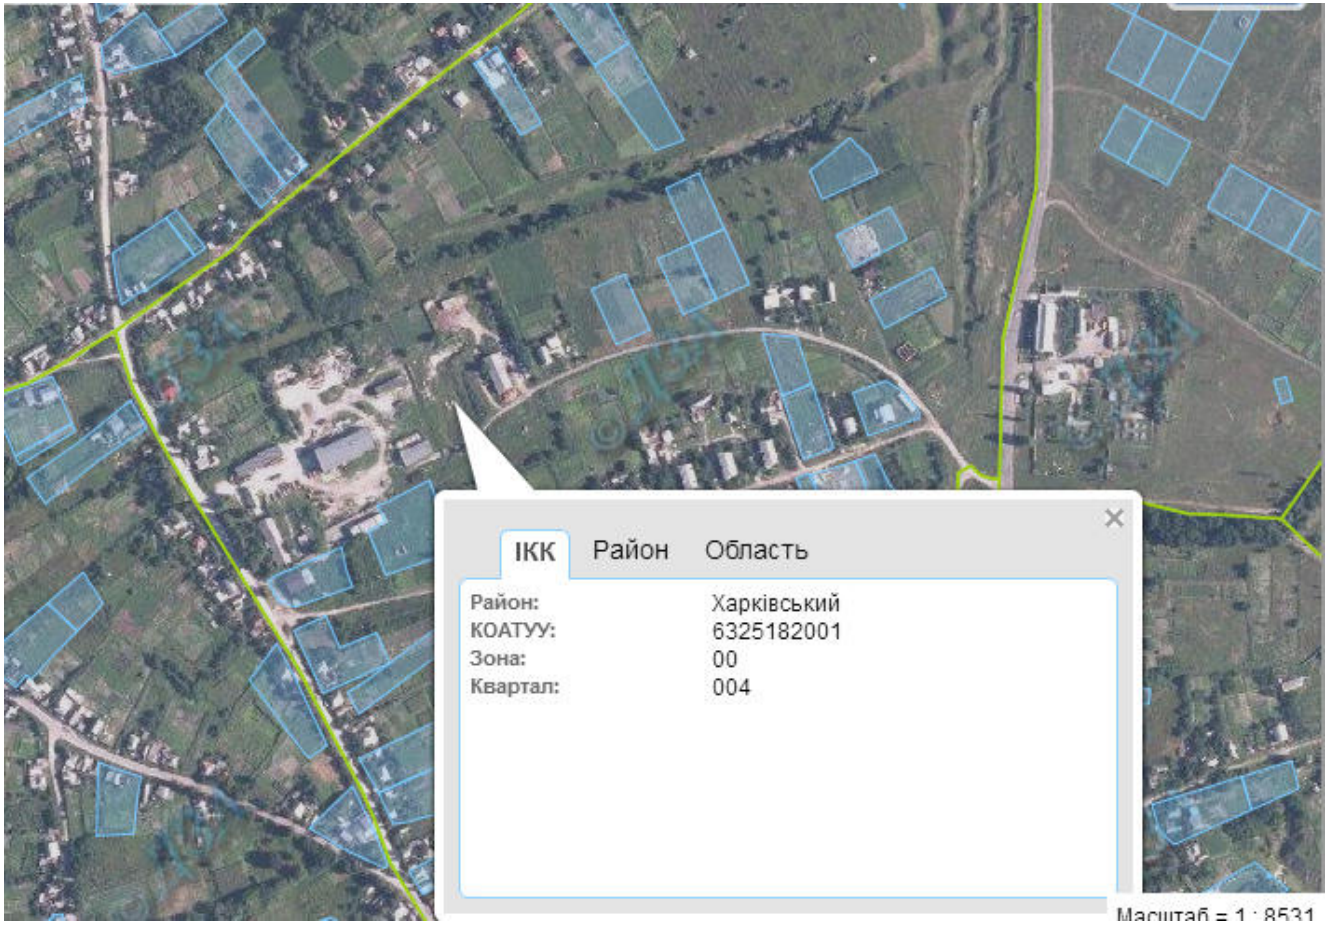 ІКК Район Область
Район: Харківський
КОАТУУ: 6325182001
Зона: 00
Квартал: 004
Масштаб = 1 : 8531